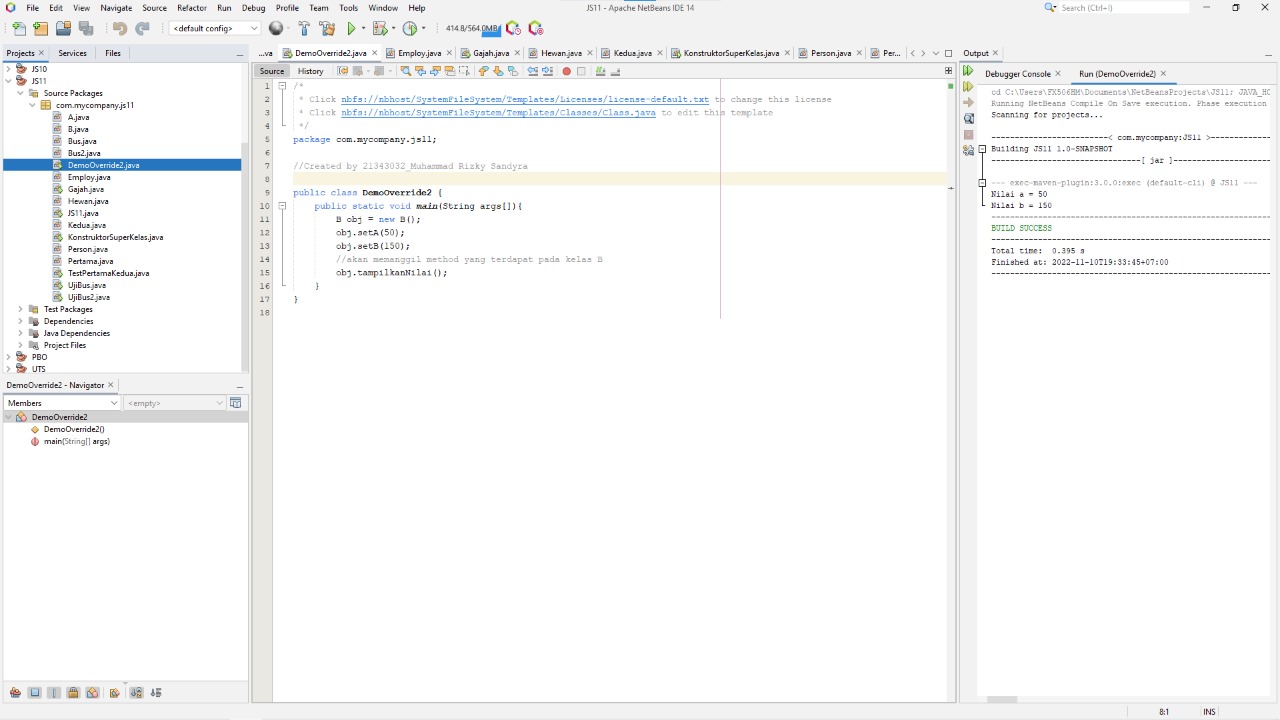 File Edit View Navigate Source Refactor Run Debug Profile Team Tools Window Help
JS11 - Apache NetBeans IDE 14
Search (Ctrl+I)
<default config>
414.8/564.0MB
Projects Services Files
...va DemoOverride2.java Employ.java Gajah.java Hewan.java Kedua.java KonstruktorSuperKelas.java Person.java Per...
Output
Source History
Debugger Console Run (DemoOverride2)
JS10
JS11
Source Packages
com.mycompany.js11
A.java
B.java
Bus.java
Bus2.java
DemoOverride2.java
Employ.java
Gajah.java
Hewan.java
JS11.java
Kedua.java
KonstruktorSuperKelas.java
Person.java
Pertama.java
TestPertamaKedua.java
UjiBus.java
UjiBus2.java
Test Packages
Dependencies
Java Dependencies
Project Files
PBO
UTS
DemoOverride2 - Navigator
Members <empty>
DemoOverride2
DemoOverride2()
main(String[] args)
1 /*
2 * Click nbfs://nbhost/SystemFileSystem/Templates/Licenses/license-default.txt to change this license
3 * Click nbfs://nbhost/SystemFileSystem/Templates/Classes/Class.java to edit this template
4 */
5 package com.mycompany.js11;
6
7 //Created by 21343032_Muhammad Rizky Sandyra
8
9 public class DemoOverride2 {
10 public static void main(String args[]){
11 B obj = new B();
12 obj.setA(50);
13 obj.setB(150);
14 //akan memanggil method yang terdapat pada kelas B
15 obj.tampilkanNilai();
16 }
17 }
18
cd C:\Users\FX506HM\Documents\NetBeansProjects\JS11; JAVA_HO
Running NetBeans Compile On Save execution. Phase execution
Scanning for projects...
--------------------< com.mycompany:JS11 >----------
Building JS11 1.0-SNAPSHOT
--------------------------[ jar ]-----------------
--- exec-maven-plugin:3.0.0:exec (default-cli) @ JS11 ---
Nilai a = 50
Nilai b = 150
------------------------------------------------
BUILD SUCCESS
------------------------------------------------
Total time: 0.395 s
Finished at: 2022-11-10T19:33:45+07:00
------------------------------------------------
8:1 INS